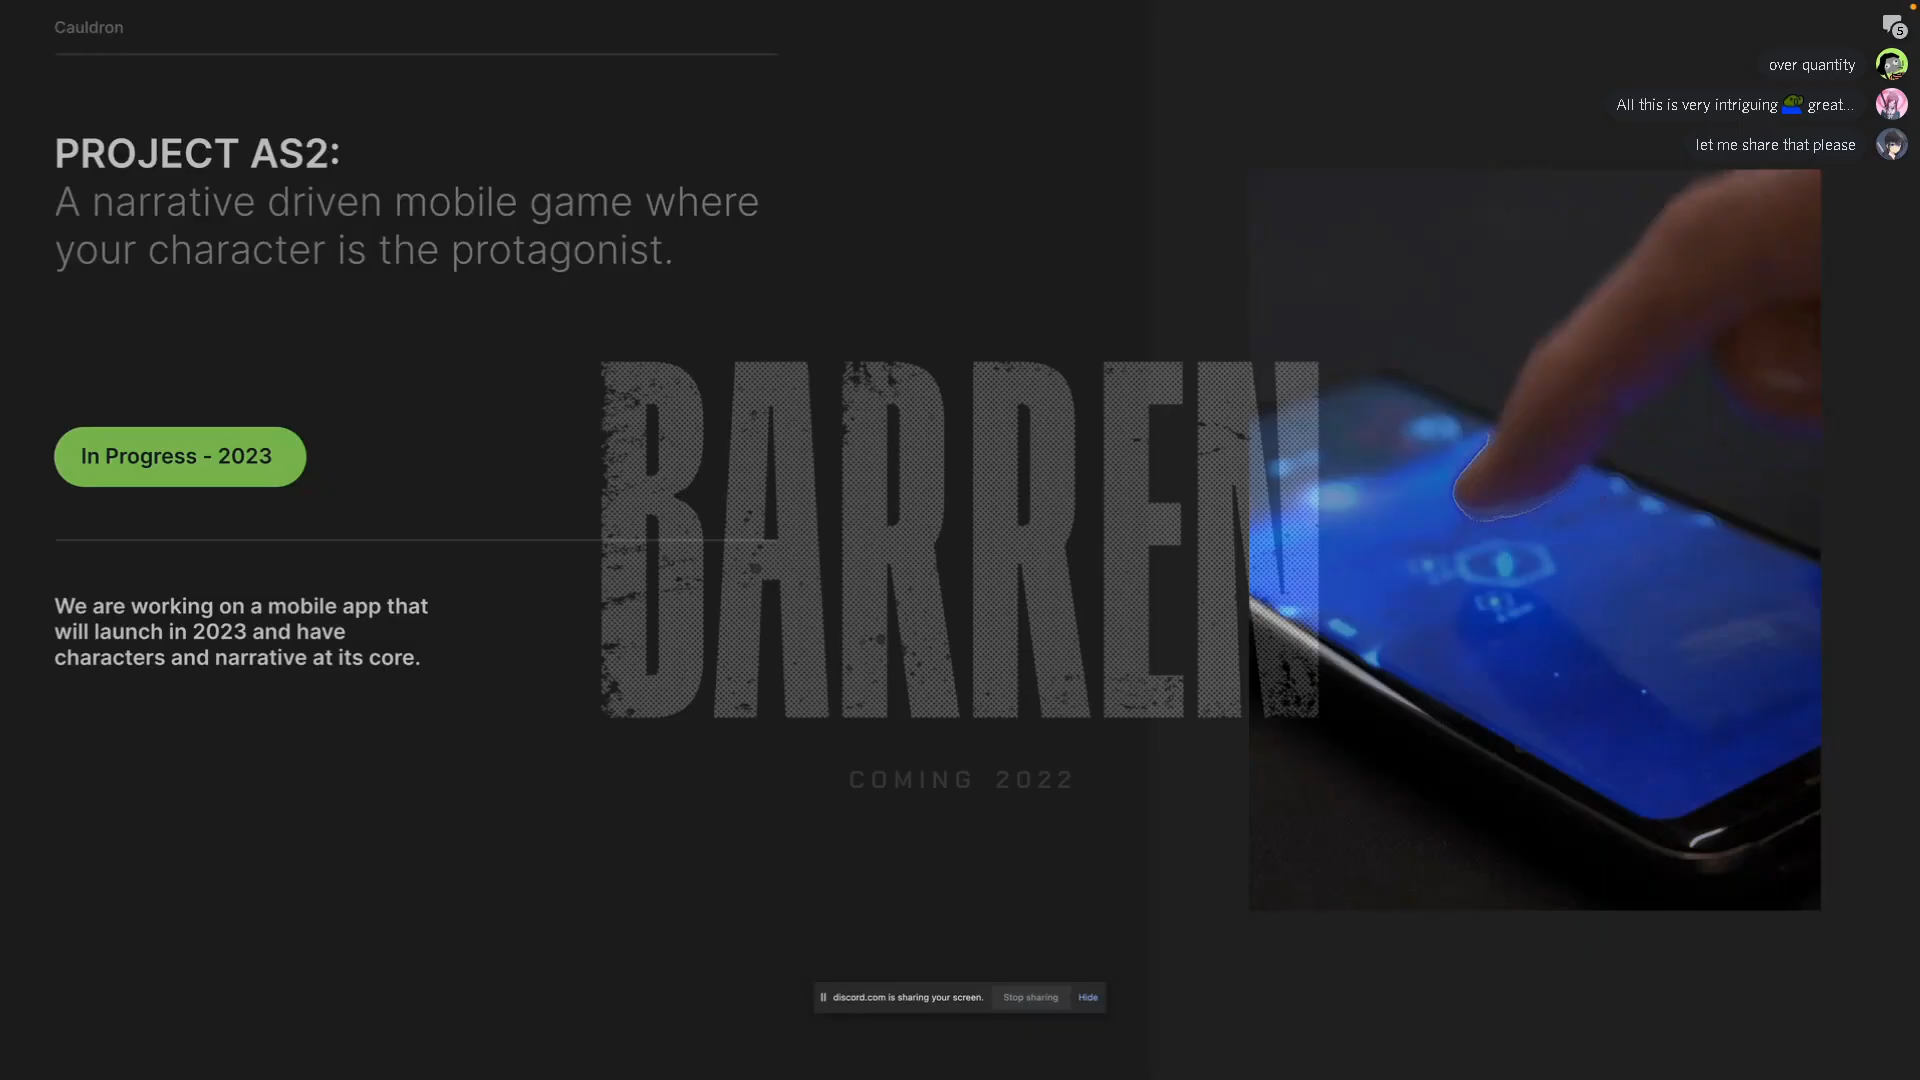 Cauldron
5
over quantity
All this is very intriguing great...
let me share that please
PROJECT AS2:
A narrative driven mobile game where
your character is the protagonist.
BARREN
In Progress - 2023
We are working on a mobile app that
will launch in 2023 and have
characters and narrative at its core.
COMING 2022
discord.com is sharing your screen. Stop sharing Hide